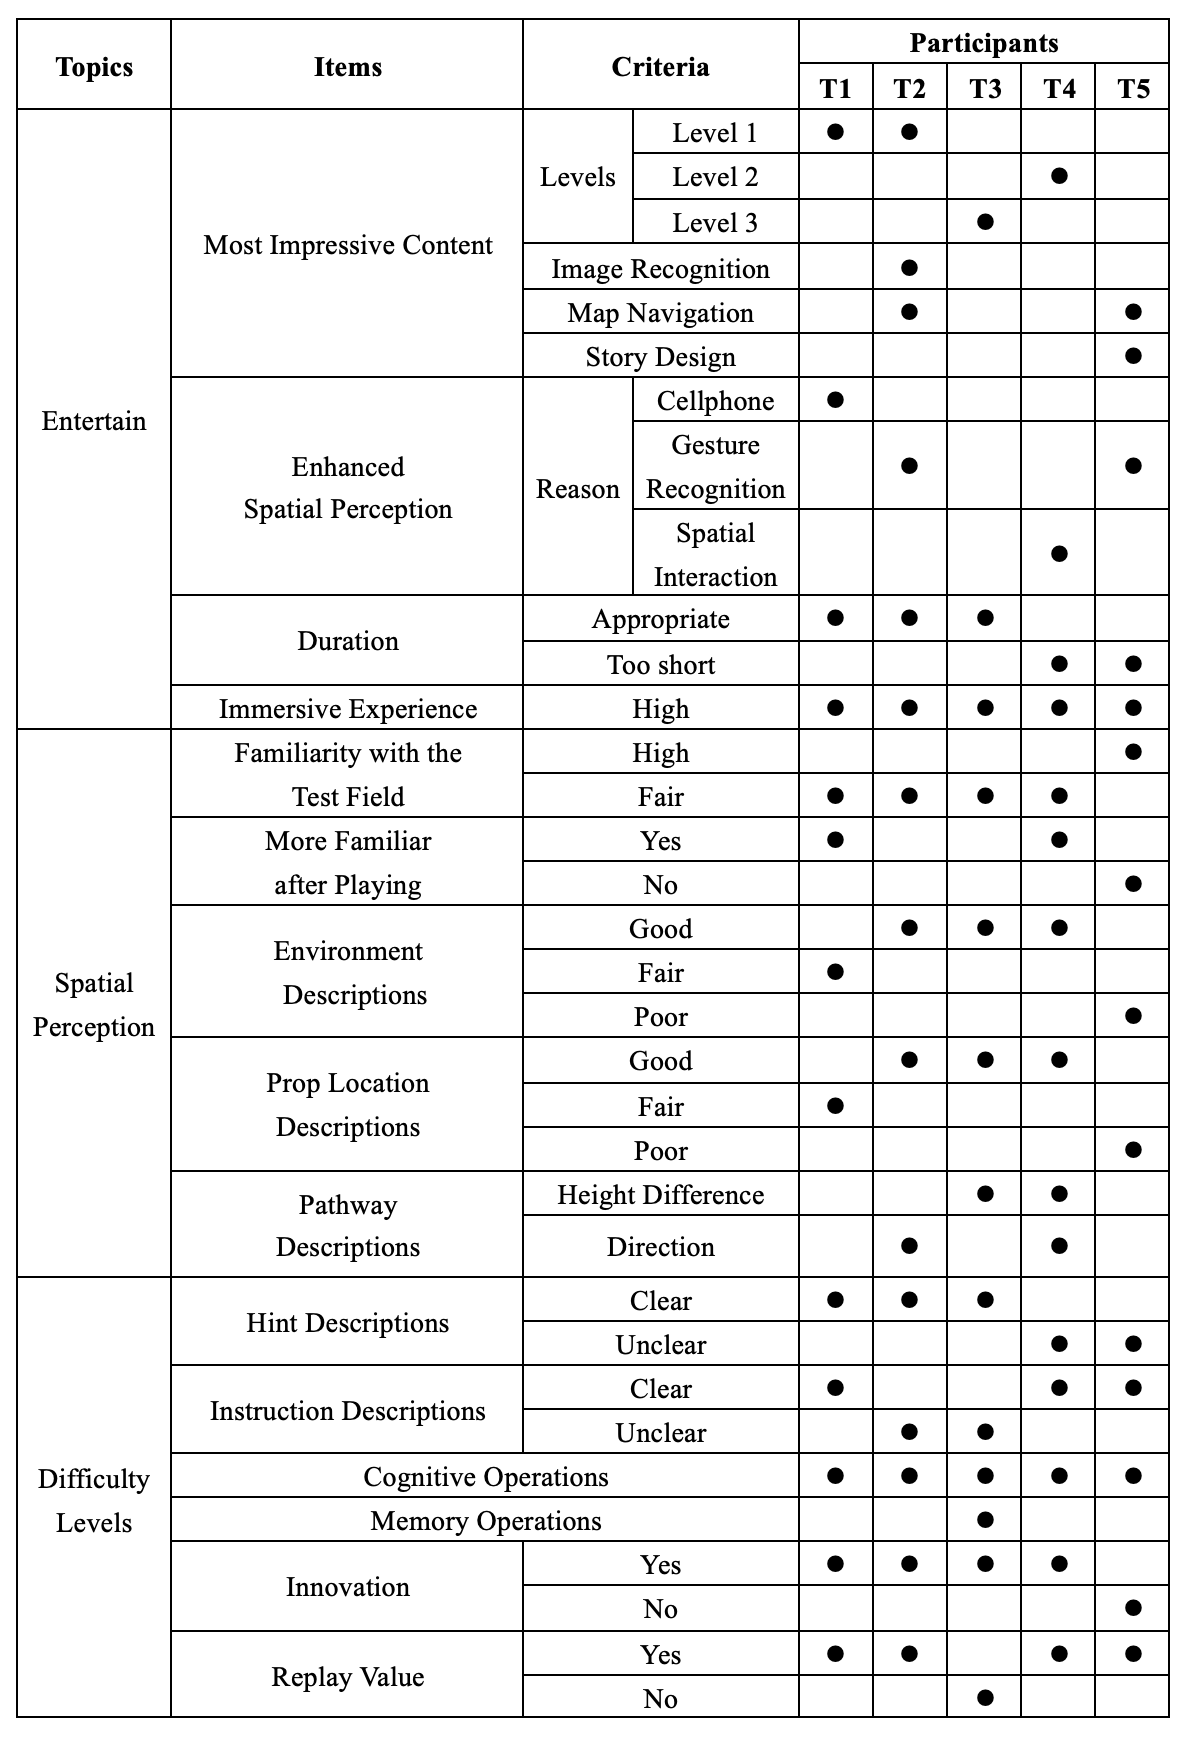 Topics Items Criteria Participants
T1 T2 T3 T4 T5
Entertain
Most Impressive Content
Levels
Level 1 ● ●
Level 2 ●
Level 3 ●
Image Recognition ●
Map Navigation ● ●
Story Design ●
Enhanced
Spatial Perception
Reason
Cellphone ●
Gesture
Recognition ● ●
Spatial
Interaction ●
Duration
Appropriate ● ● ●
Too short ● ●
Immersive Experience High ● ● ● ● ●
Spatial
Perception
Familiarity with the
Test Field
High ●
Fair ● ● ● ●
More Familiar
after Playing
Yes ● ●
No ●
Environment
Descriptions
Good ● ● ●
Fair ●
Poor ●
Prop Location
Descriptions
Good ● ● ●
Fair ●
Poor ●
Pathway
Descriptions
Height Difference ● ●
Direction ● ●
Difficulty
Levels
Hint Descriptions
Clear ● ● ●
Unclear ● ●
Instruction Descriptions
Clear ● ● ●
Unclear ● ●
Cognitive Operations ● ● ● ● ●
Memory Operations ●
Innovation
Yes ● ● ● ●
No ●
Replay Value
Yes ● ● ● ●
No ●